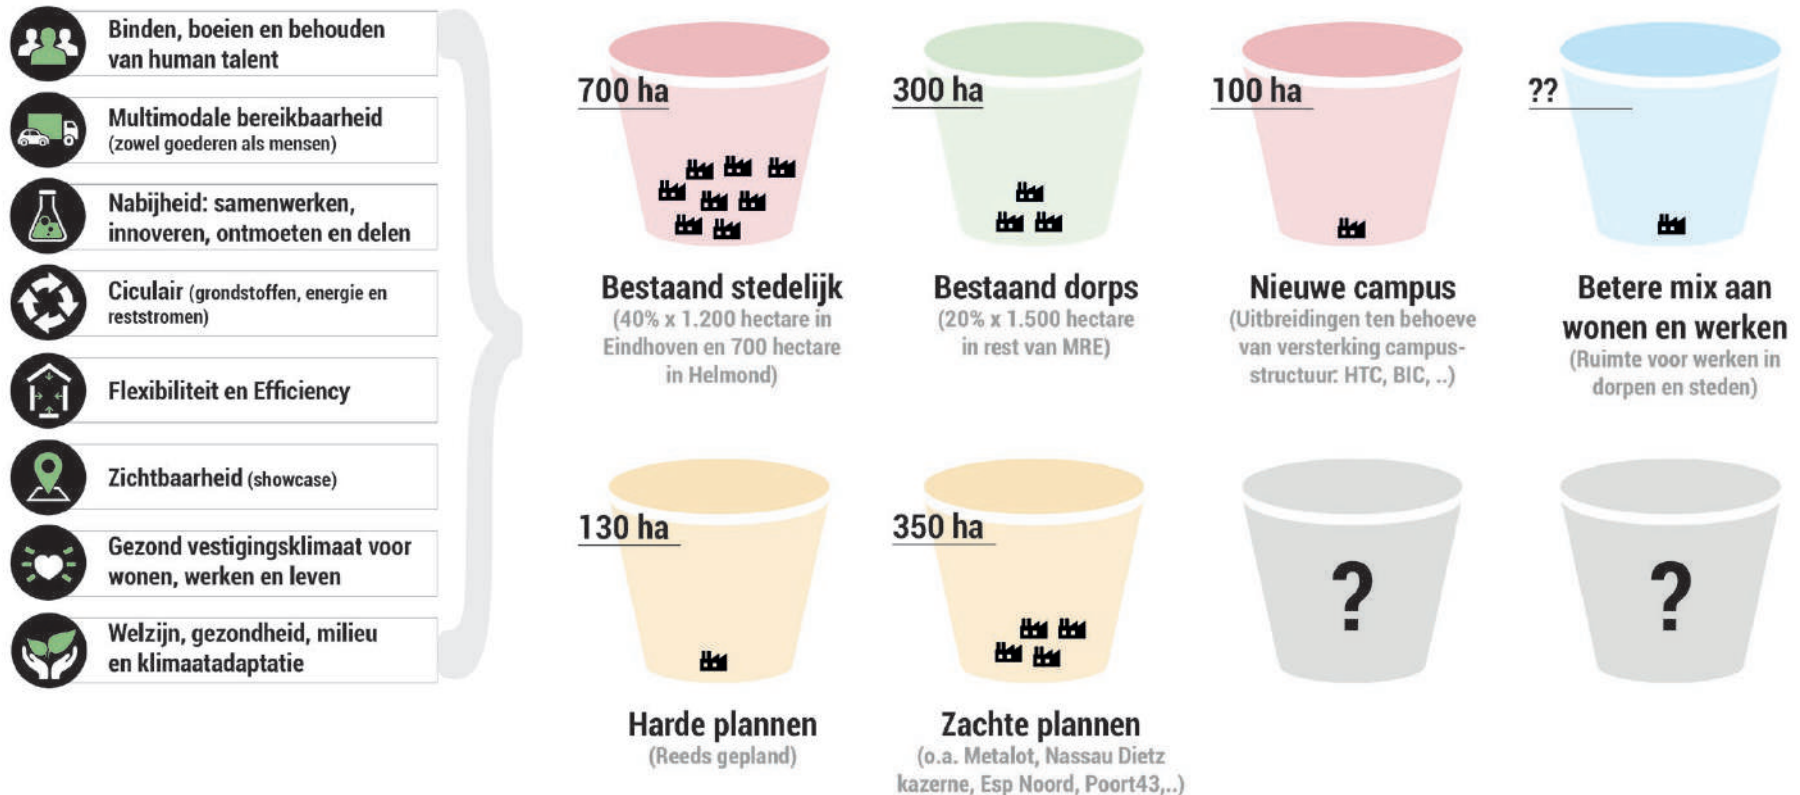 Binden, boeien en behouden
van human talent
Multimodale bereikbaarheid
(zowel goederen als mensen)
Nabijheid: samenwerken,
innoveren, ontmoeten en delen
Ciculair (grondstoffen, energie en
reststromen)
Flexibiliteit en Efficiency
Zichtbaarheid (showcase)
Gezond vestigingsklimaat voor
wonen, werken en leven
Welzijn, gezondheid, milieu
en klimaatadaptatie
700 ha
Bestaand stedelijk
(40% x 1.200 hectare in
Eindhoven en 700 hectare
in Helmond)
300 ha
Bestaand dorps
(20% x 1.500 hectare
in rest van MRE)
100 ha
Nieuwe campus
(Uitbreidingen ten behoeve
van versterking campus-
structuur: HTC, BIC, ..)
??
Betere mix aan
wonen en werken
(Ruimte voor werken in
dorpen en steden)
130 ha
Harde plannen
(Reeds gepland)
350 ha
Zachte plannen
(o.a. Metalot, Nassau Dietz
kazerne, Esp Noord, Poort43,..)
?
?